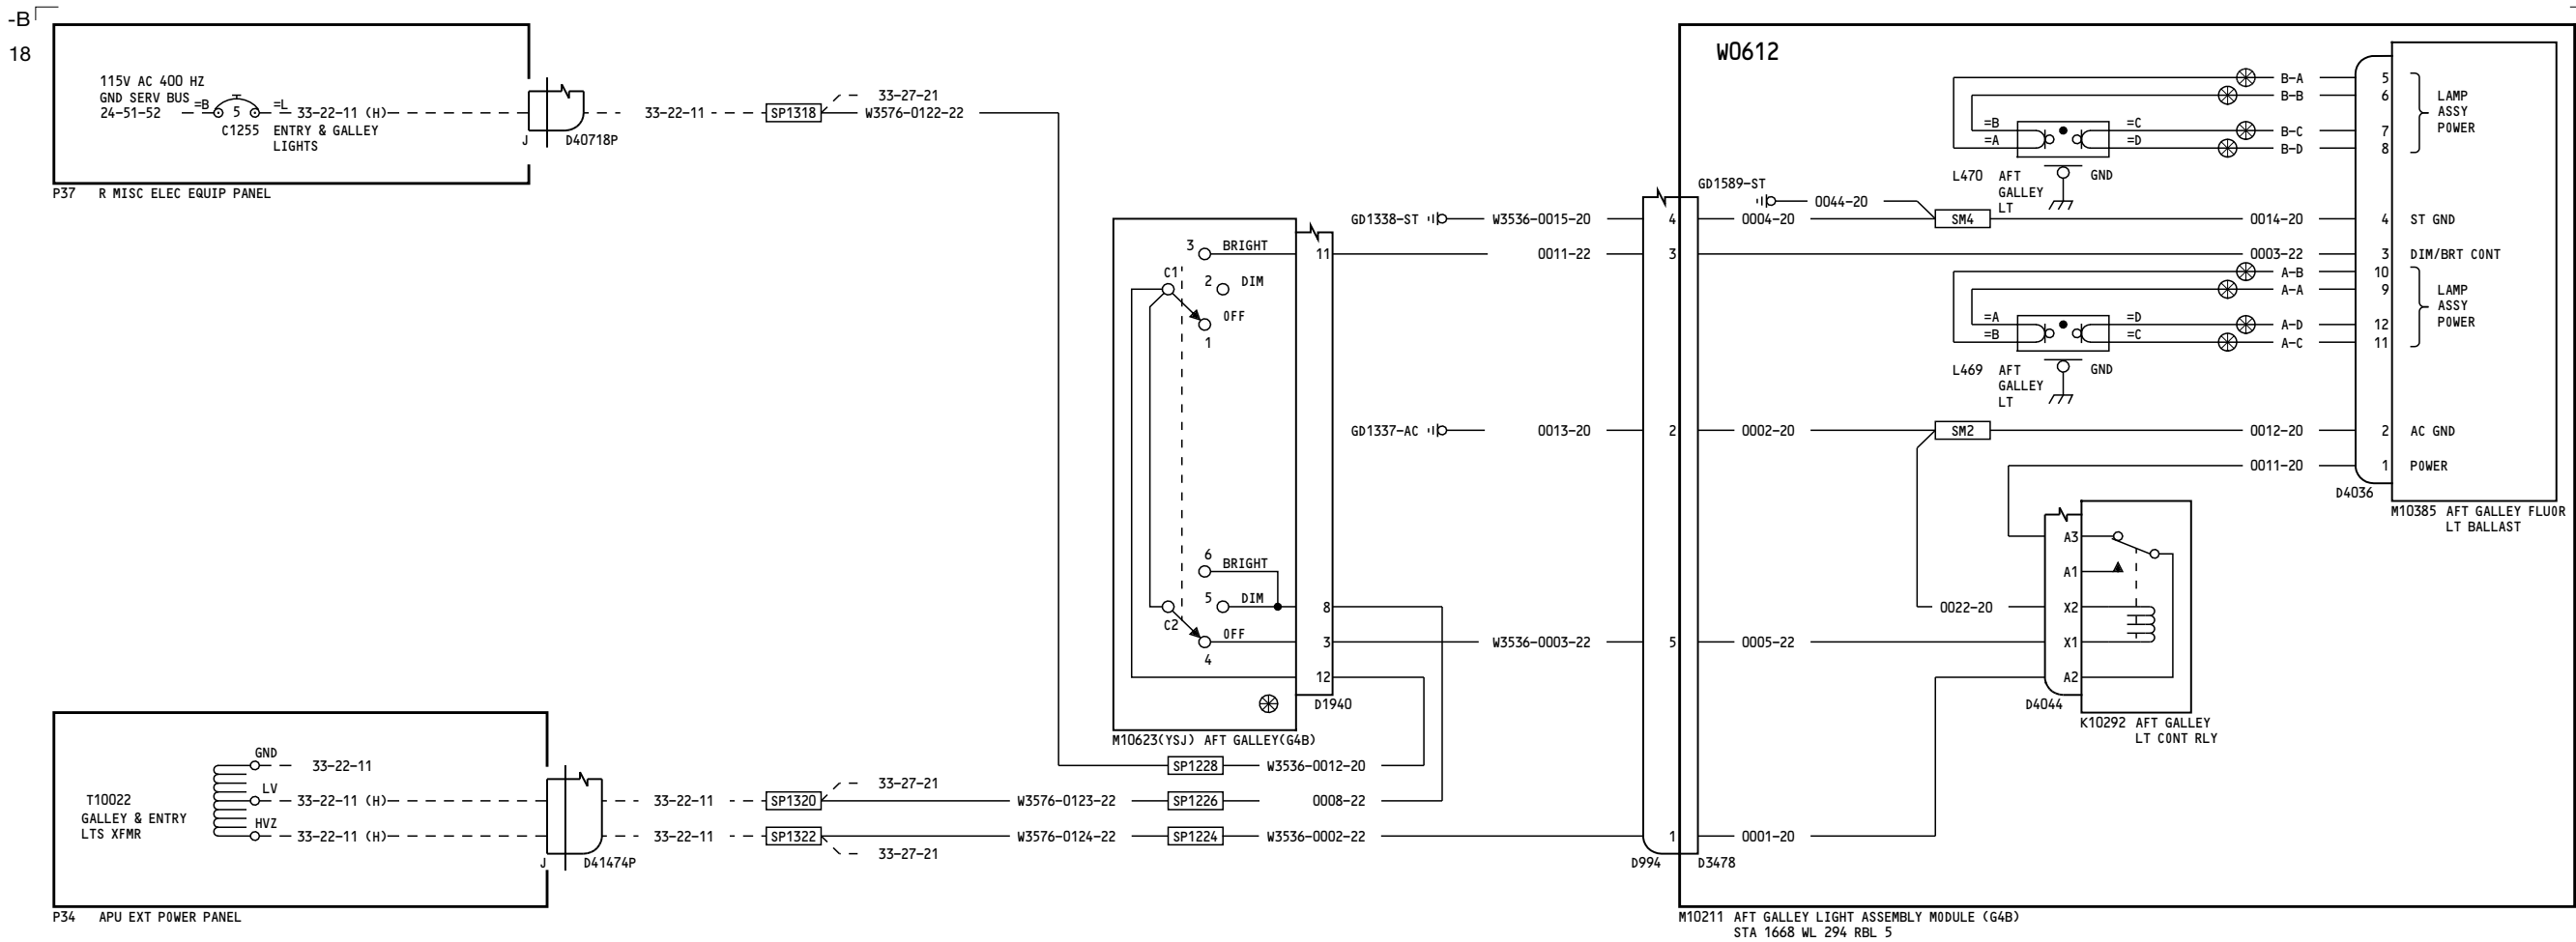 -B
18
115V AC 400 HZ
GND SERV BUS
24-51-52
=B
5
=L
C1255
33-22-11 (H)
ENTRY & GALLEY
LIGHTS
J
D40718P
33-22-11
SP1318
33-27-21
W3576-0122-22
P37 R MISC ELEC EQUIP PANEL
3 BRIGHT
C1
2 DIM
OFF
1
6
BRIGHT
5 DIM
C2
OFF
4
11
8
3
12
D1940
M10623(YSJ) AFT GALLEY(G4B)
GD1338-ST
W3536-0015-20
4
0011-22
3
GD1337-AC
0013-20
2
W3536-0003-22
5
1
D994
D3478
SP1228
W3536-0012-20
T10022
GALLEY & ENTRY
LTS XFMR
GND
33-22-11
LV
33-22-11 (H)
HVZ
33-22-11 (H)
J
D41474P
33-22-11
33-22-11
SP1320
33-27-21
SP1322
33-27-21
W3576-0123-22
SP1226
0008-22
W3576-0124-22
SP1224
W3536-0002-22
P34 APU EXT POWER PANEL
W0612
GD1589-ST
0044-20
0004-20
SM4
0014-20
4
ST GND
0003-22
3
DIM/BRT CONT
B-A
5
B-B
6
B-C
7
B-D
8
LAMP
ASSY
POWER
=B
=A
=C
=D
L470 AFT
GALLEY
LT
GND
A-B
10
A-A
9
A-D
12
A-C
11
LAMP
ASSY
POWER
=A
=B
=D
=C
L469 AFT
GALLEY
LT
GND
0002-20
SM2
0012-20
2
AC GND
0011-20
1
POWER
D4036
M10385 AFT GALLEY FLUOR
LT BALLAST
A3
A1
0022-20
X2
0005-22
X1
A2
D4044
K10292 AFT GALLEY
LT CONT RLY
0001-20
M10211 AFT GALLEY LIGHT ASSEMBLY MODULE (G4B)
STA 1668 WL 294 RBL 5